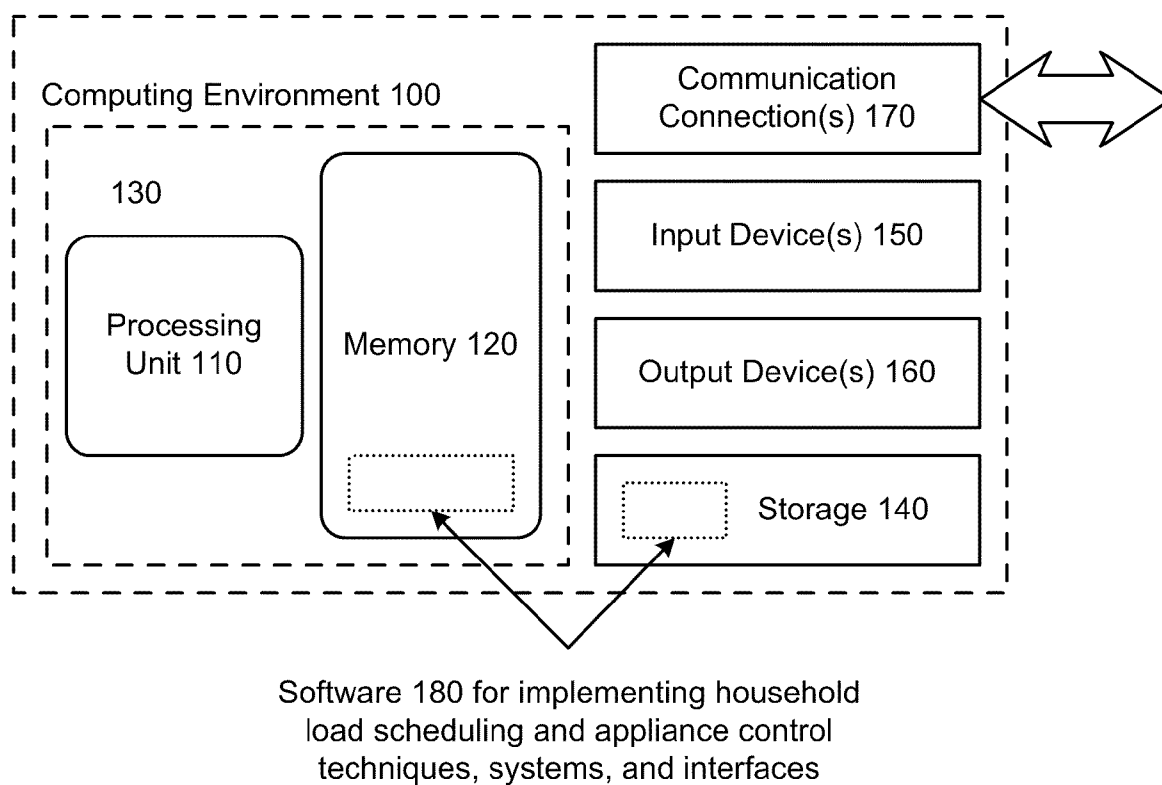 Computing Environment 100
130
Processing
Unit 110
Memory 120
Communication
Connection(s) 170
Input Device(s) 150
Output Device(s) 160
Storage 140
Software 180 for implementing household
load scheduling and appliance control
techniques, systems, and interfaces